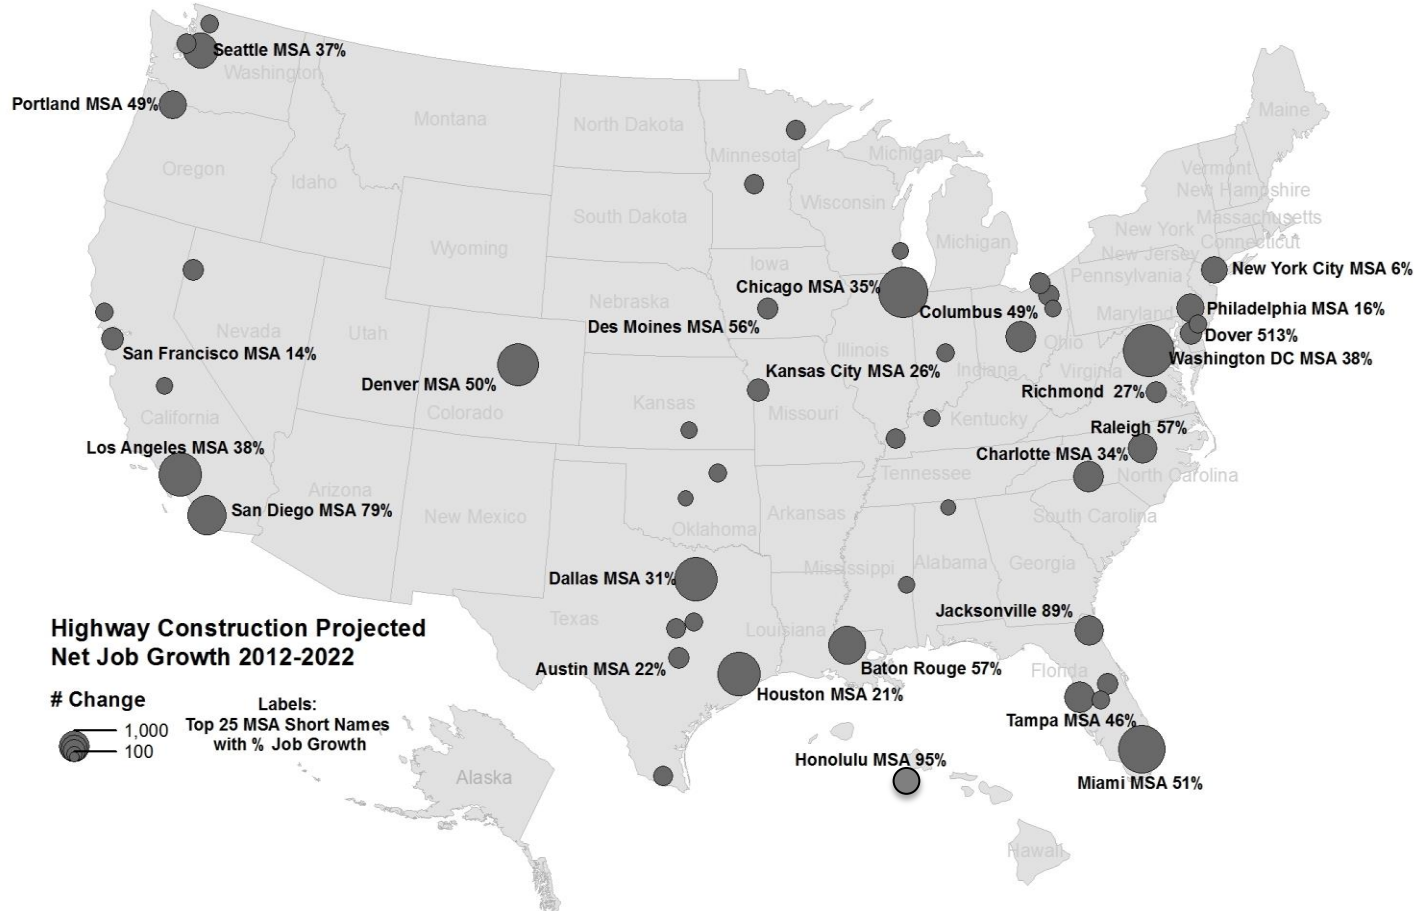 Seattle MSA 37%
Washington
Portland MSA 49%
Montana
North Dakota
Minnesota
Michigan
Maine
Oregon
Idaho
Wisconsin
Vermont
New Hampshire
South Dakota
Wyoming
Michigan
New York
Massachusetts
Connecticut
New Jersey
Iowa
New York City MSA 6%
Pennsylvania
Chicago MSA 35%
Nebraska
Columbus 49%
Maryland
Philadelphia MSA 16%
Des Moines MSA 56%
Nevada
Utah
Ohio
Dover 513%
San Francisco MSA 14%
Illinois
Washington DC MSA 38%
Kansas City MSA 26%
Indiana
Virginia
Denver MSA 50%
Richmond 27%
Colorado
Kansas
Missouri
Kentucky
California
Raleigh 57%
Los Angeles MSA 38%
Charlotte MSA 34%
Tennessee
North Carolina
Arizona
San Diego MSA 79%
New Mexico
Arkansas
South Carolina
Oklahoma
Mississippi
Alabama
Georgia
Dallas MSA 31%
Jacksonville 89%
Texas
Louisiana
Highway Construction Projected
Net Job Growth 2012-2022
Austin MSA 22%
Baton Rouge 57%
Florida
Houston MSA 21%
# Change
1,000
100
Labels:
Top 25 MSA Short Names
with % Job Growth
Tampa MSA 46%
Honolulu MSA 95%
Alaska
Miami MSA 51%
Hawaii